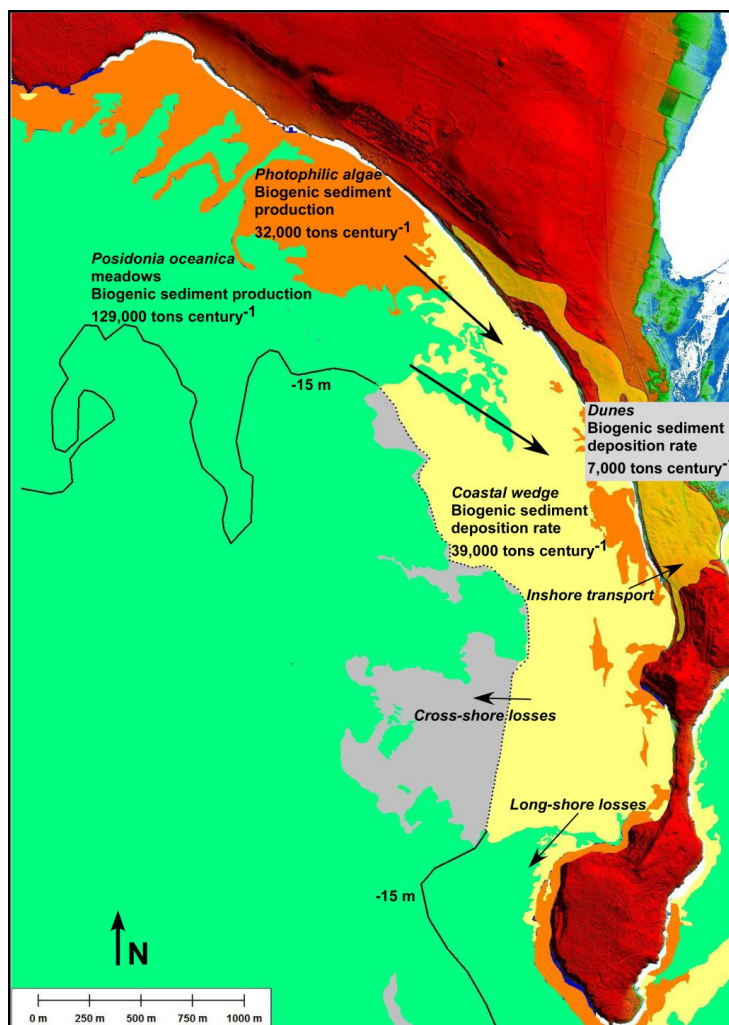 Photophilic algae
Biogenic sediment
production
32,000 tons century-1
Posidonia oceanica
meadows
Biogenic sediment production
129,000 tons century-1
-15 m
Dunes
Biogenic sediment
deposition rate
7,000 tons century-1
Coastal wedge
Biogenic sediment
deposition rate
39,000 tons century-1
Inshore transport
Cross-shore losses
Long-shore losses
-15 m
N
0 m 250 m 500 m 750 m 1000 m